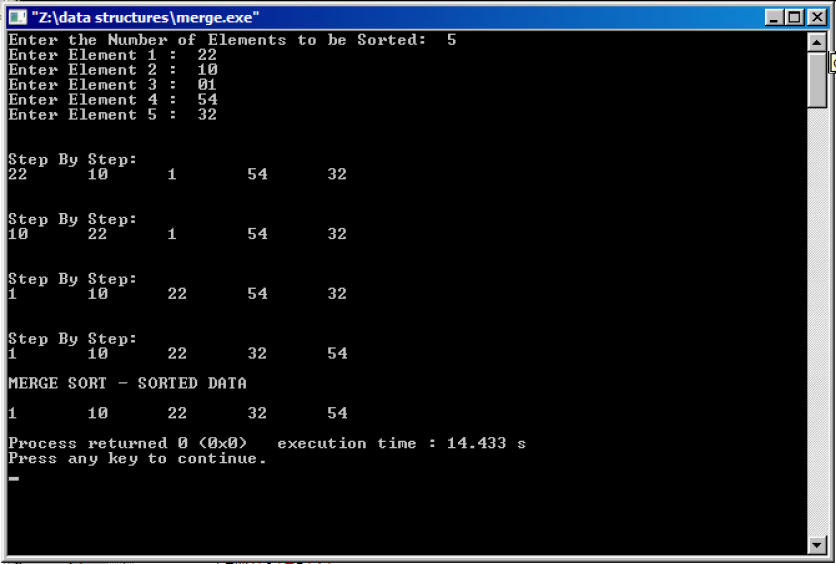 "Z:\data structures\merge.exe"
Enter the Number of Elements to be Sorted:  5
Enter Element 1 :  22
Enter Element 2 :  10
Enter Element 3 :  01
Enter Element 4 :  54
Enter Element 5 :  32
Step By Step:
22      10      1       54      32
Step By Step:
10      22      1       54      32
Step By Step:
1       10      22      54      32
Step By Step:
1       10      22      32      54
MERGE SORT - SORTED DATA
1       10      22      32      54
Process returned 0 (0x0)   execution time : 14.433 s
Press any key to continue.